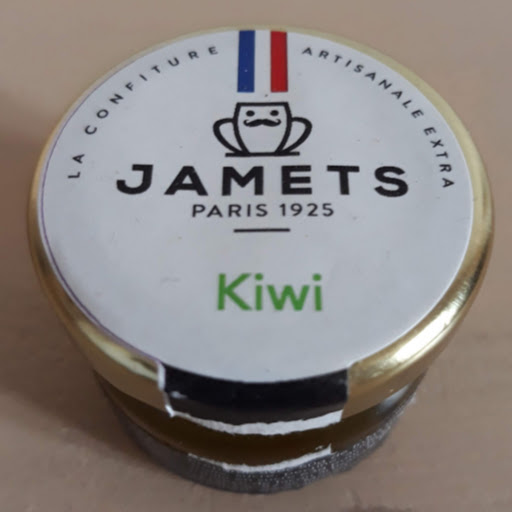 LA CONFITURE ARTISANALE EXTRA
JAMETS
PARIS 1925
Kiwi